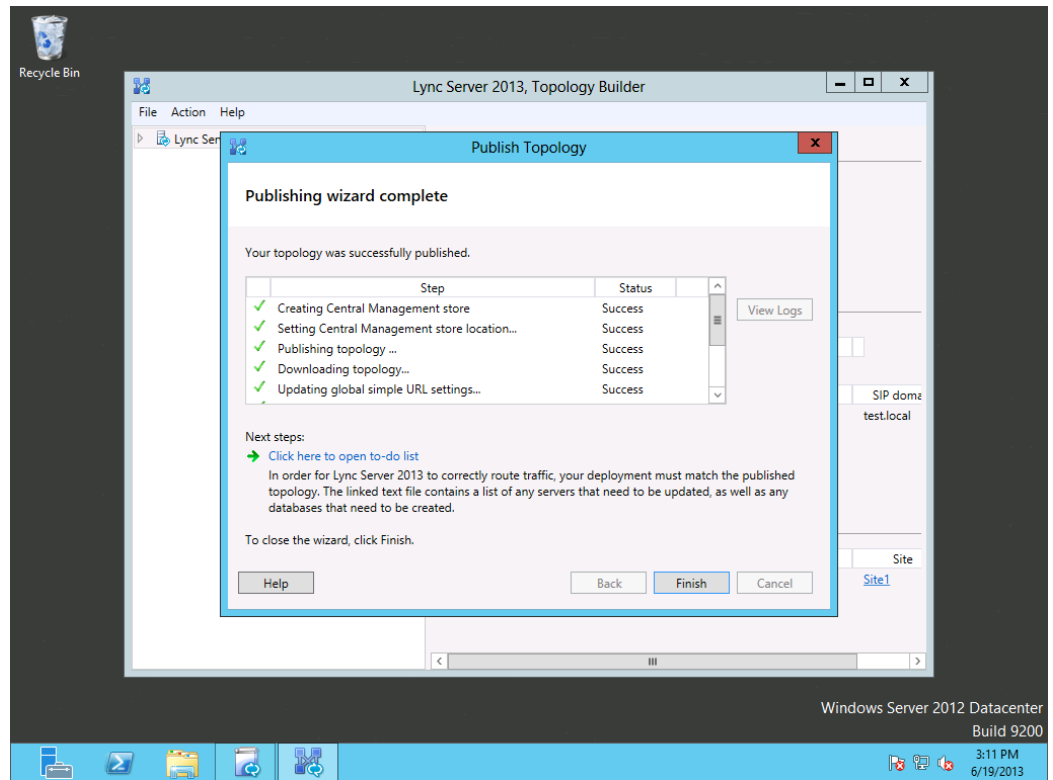 Recycle Bin
Lync Server 2013, Topology Builder
File Action Help
Lync Ser
Publish Topology
Publishing wizard complete
Your topology was successfully published.
Step Status
Creating Central Management store Success
Setting Central Management store location... Success
View Logs
Publishing topology ... Success
Downloading topology... Success
Updating global simple URL settings... Success
SIP doma
test.local
Next steps:
Click here to open to-do list
In order for Lync Server 2013 to correctly route traffic, your deployment must match the published
topology. The linked text file contains a list of any servers that need to be updated, as well as any
databases that need to be created.
To close the wizard, click Finish.
Site
Site1
Help Back Finish Cancel
Windows Server 2012 Datacenter
Build 9200
3:11 PM
6/19/2013